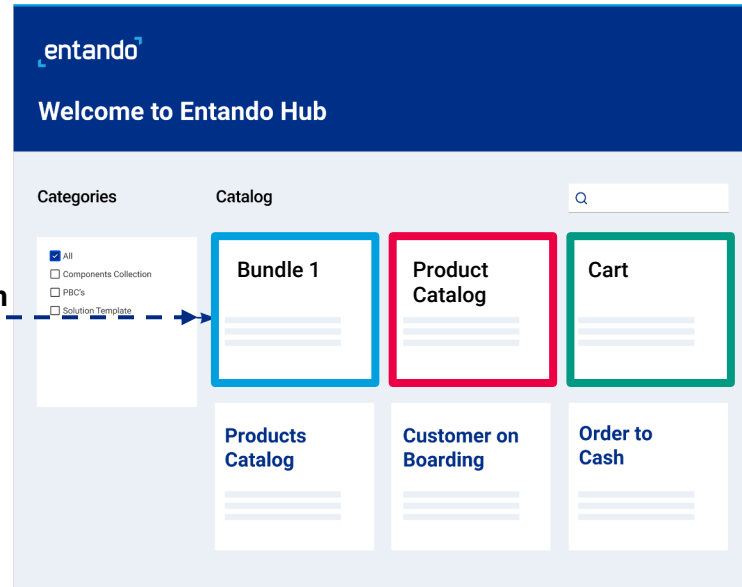 entando
Welcome to Entando Hub
Categories
Catalog
All
Components Collection
PBC's
Solution Template
Bundle 1
Product
Catalog
Cart
Products
Catalog
Customer on
Boarding
Order to
Cash